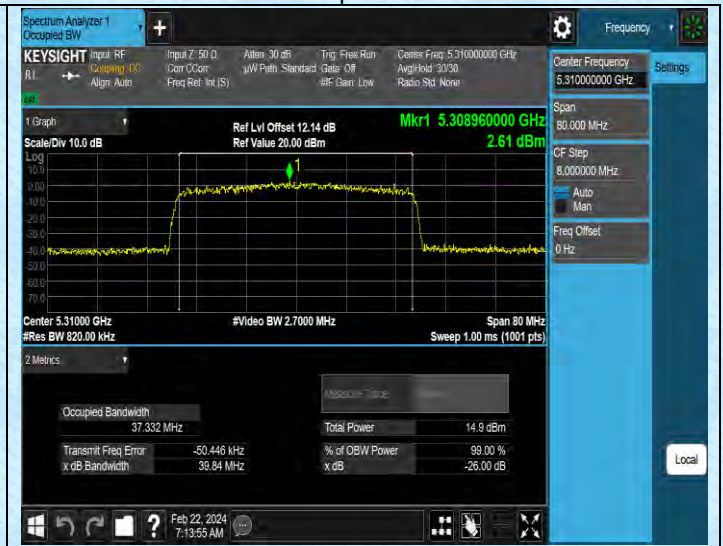 Spectrum Analyzer 1
Occupied BW
+
Frequency
KEYSIGHT Input: RF
R L
Coupling: DC
Align: Auto
Input Z: 50 Ω
Corr CCorr
Freq Ref: Int (S)
Atten: 30 dB
µW Path: Standard
Trig: Free Run
Gate: Off
#IF Gain: Low
Center Freq: 5.310000000 GHz
Avg|Hold: 30/30
Radio Std: None
Center Frequency
5.310000000 GHz
Settings
Span
80.000 MHz
CF Step
8.000000 MHz
Auto
Man
Freq Offset
0 Hz
1 Graph
Scale/Div 10.0 dB
Ref Lvl Offset 12.14 dB
Ref Value 20.00 dBm
Mkr1 5.308960000 GHz
2.61 dBm
Log
10.0
0.00
-10.0
-20.0
-30.0
-40.0
-50.0
-60.0
-70.0
1
Center 5.31000 GHz
#Res BW 820.00 kHz
#Video BW 2.7000 MHz
Span 80 MHz
Sweep 1.00 ms (1001 pts)
2 Metrics
Measure Trace
Occupied Bandwidth
37.332 MHz
Total Power 14.9 dBm
Transmit Freq Error -50.446 kHz
% of OBW Power 99.00 %
x dB Bandwidth 39.84 MHz
x dB -26.00 dB
Local
?
Feb 22, 2024
7:13:55 AM